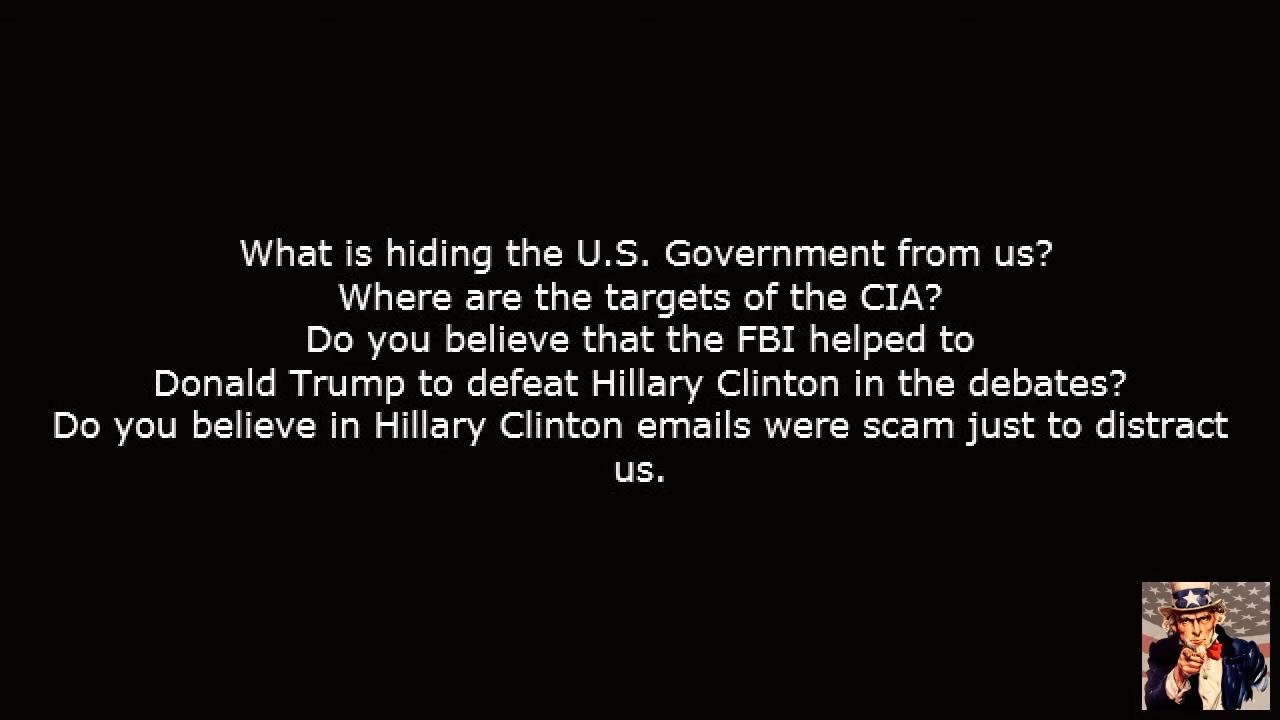 What is hiding the U.S. Government from us?
Where are the targets of the CIA?
Do you believe that the FBI helped to
Donald Trump to defeat Hillary Clinton in the debates?
Do you believe in Hillary Clinton emails were scam just to distract
us.